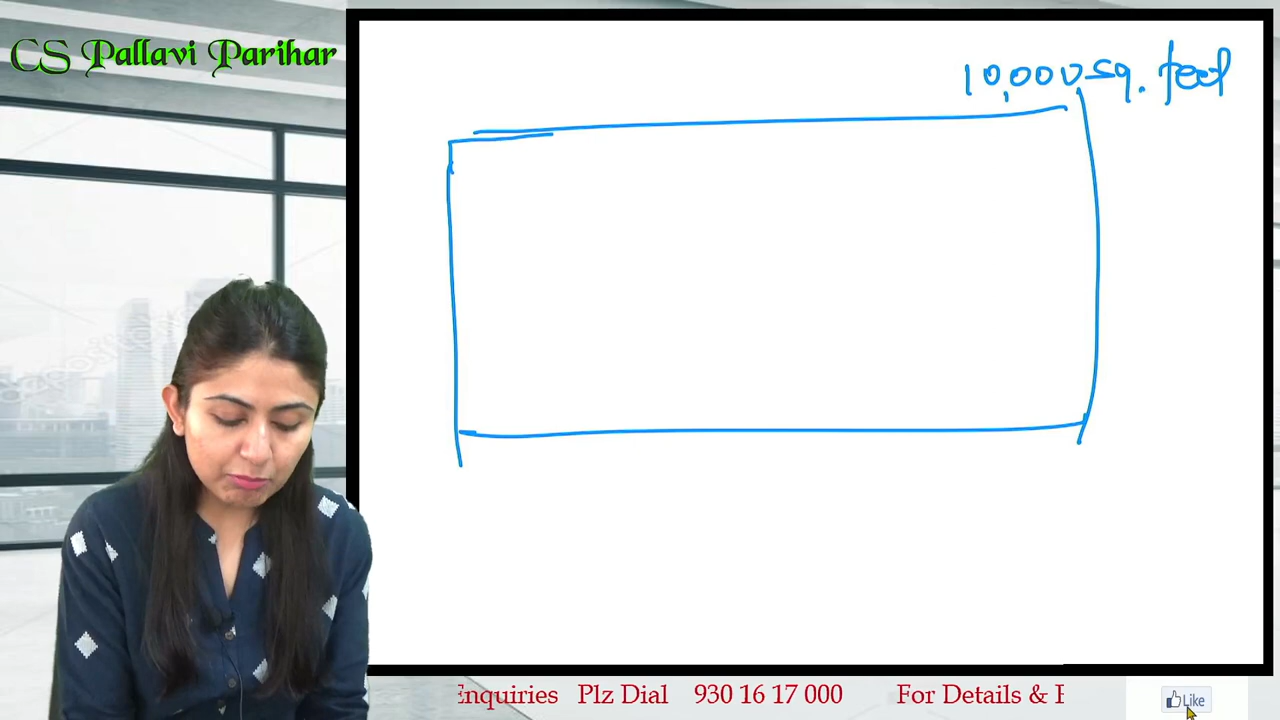 CS Pallavi Parihar
10,000 sq. feet
Enquiries Plz Dial 930 16 17 000 For Details &
Like